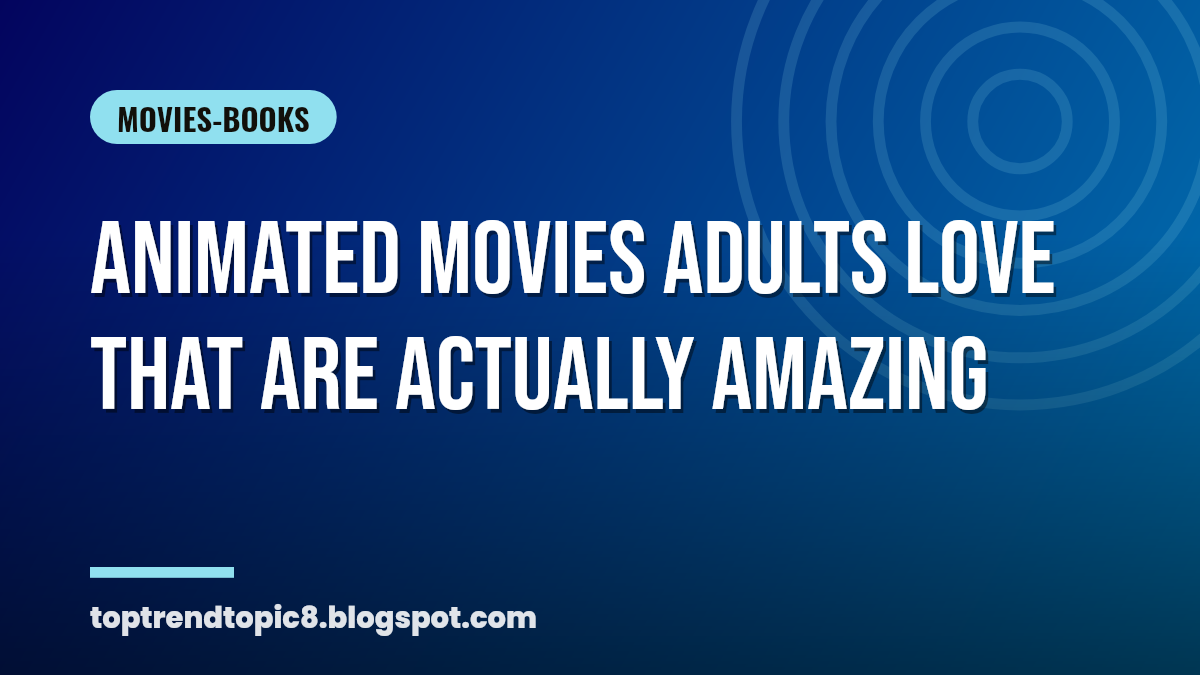 MOVIES-BOOKS
ANIMATED MOVIES ADULTS LOVE
THAT ARE ACTUALLY AMAZING
toptrendtopic8.blogspot.com